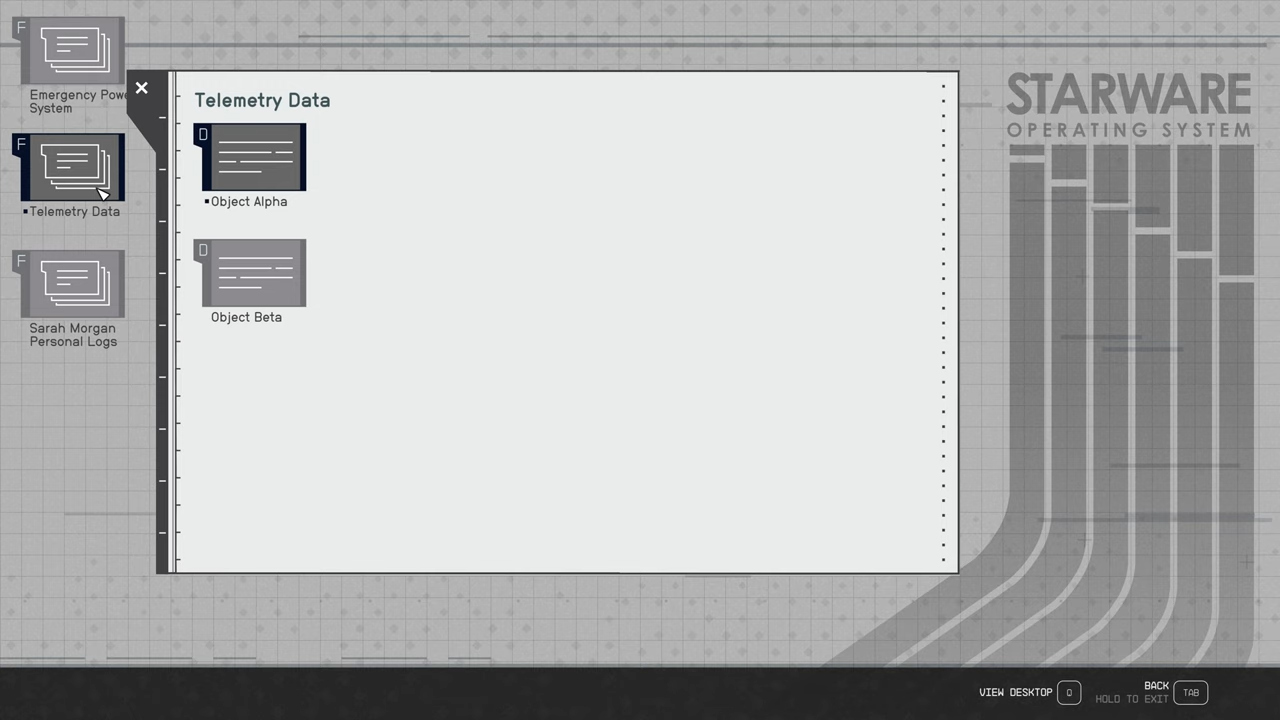 F
Emergency Powe
System
F
Telemetry Data
F
Sarah Morgan
Personal Logs
Telemetry Data
D
Object Alpha
D
Object Beta
STARWARE
OPERATING SYSTEM
VIEW DESKTOP Q
BACK
HOLD TO EXIT TAB